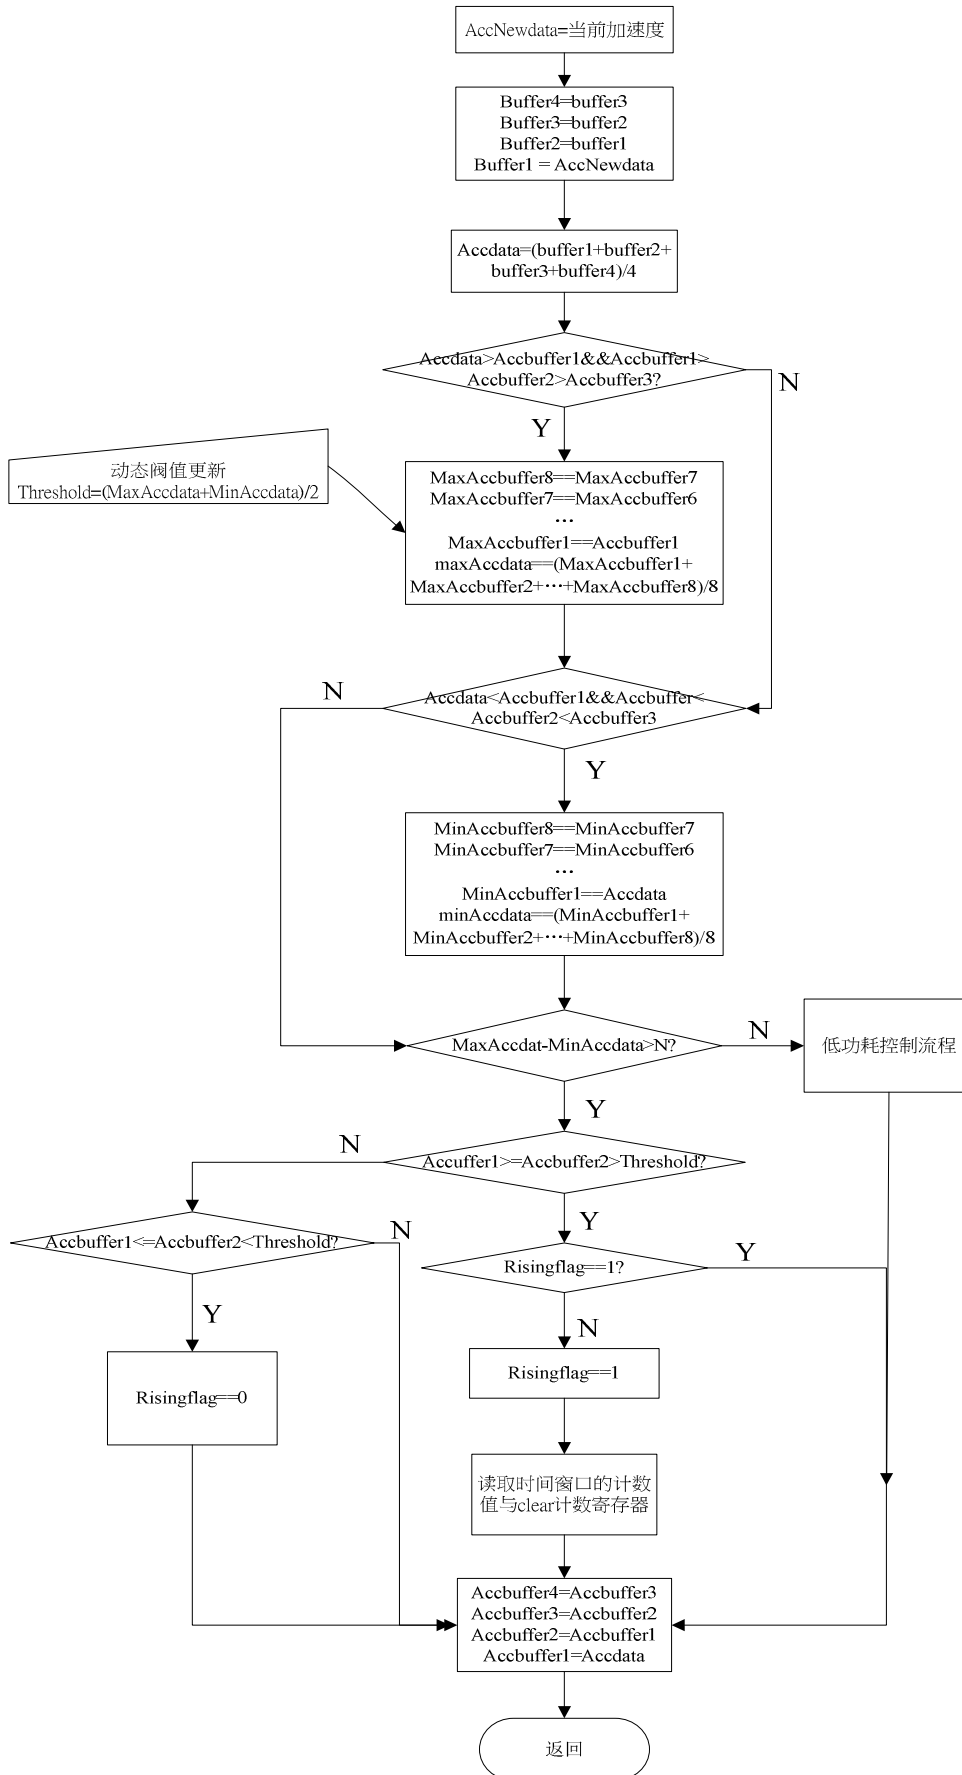 AccNewdata=当前加速度
Buffer4=buffer3
Buffer3=buffer2
Buffer2=buffer1
Buffer1 = AccNewdata
Accdata=(buffer1+buffer2+
buffer3+buffer4)/4
Accdata>Accbuffer1&&Accbuffer1>
Accbuffer2>Accbuffer3?
N
Y
动态阀值更新
Threshold=(MaxAccdata+MinAccdata)/2
MaxAccbuffer8==MaxAccbuffer7
MaxAccbuffer7==MaxAccbuffer6
…
MaxAccbuffer1==Accbuffer1
maxAccdata==(MaxAccbuffer1+
MaxAccbuffer2+…+MaxAccbuffer8)/8
N
Accdata<Accbuffer1&&Accbuffer<
Accbuffer2<Accbuffer3
Y
MinAccbuffer8==MinAccbuffer7
MinAccbuffer7==MinAccbuffer6
…
MinAccbuffer1==Accdata
minAccdata==(MinAccbuffer1+
MinAccbuffer2+…+MinAccbuffer8)/8
MaxAccdat-MinAccdata>N?
N
低功耗控制流程
Y
N
Accuffer1>=Accbuffer2>Threshold?
Y
Accbuffer1<=Accbuffer2<Threshold?
N
Risingflag==1?
Y
Y
N
Risingflag==0
Risingflag==1
读取时间窗口的计数
值与clear计数寄存器
Accbuffer4=Accbuffer3
Accbuffer3=Accbuffer2
Accbuffer2=Accbuffer1
Accbuffer1=Accdata
返回